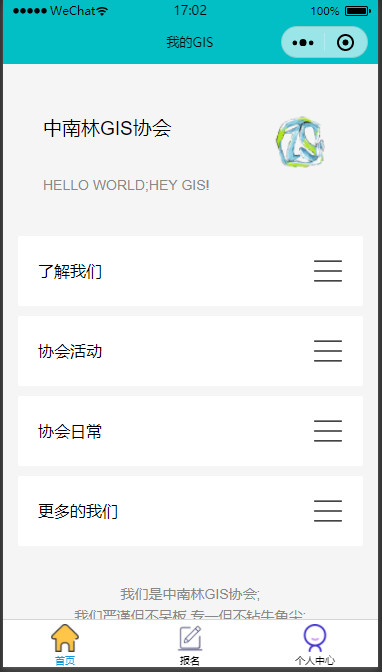 WeChat
17:02
100%
我的GIS
中南林GIS协会
HELLO WORLD;HEY GIS!
了解我们
协会活动
协会日常
更多的我们
我们是中南林GIS协会;
我们严谨但不呆板,专一但不钻牛角尖;
首页
报名
个人中心